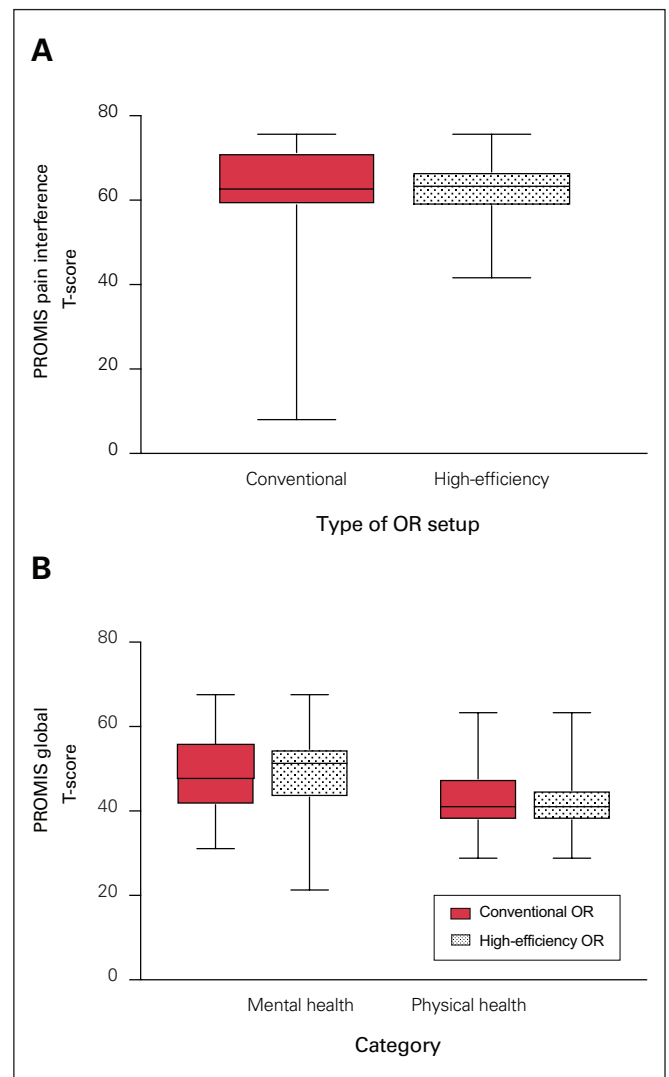 A
PROMIS pain interference
T-score
80
60
40
20
0
Conventional High-efficiency
Type of OR setup
B
PROMIS global
T-score
80
60
40
20
0
Conventional OR
High-efficiency OR
Mental health Physical health
Category